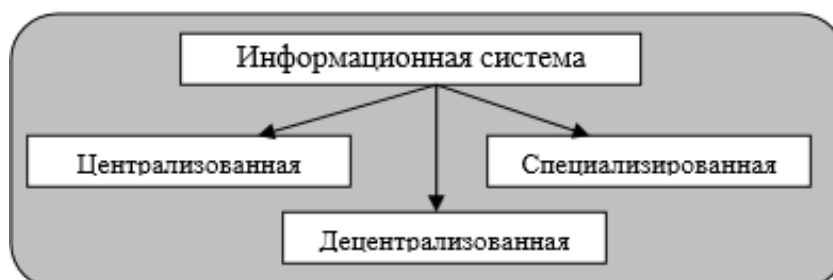 Информационная система
Централизованная
Специализированная
Децентрализованная